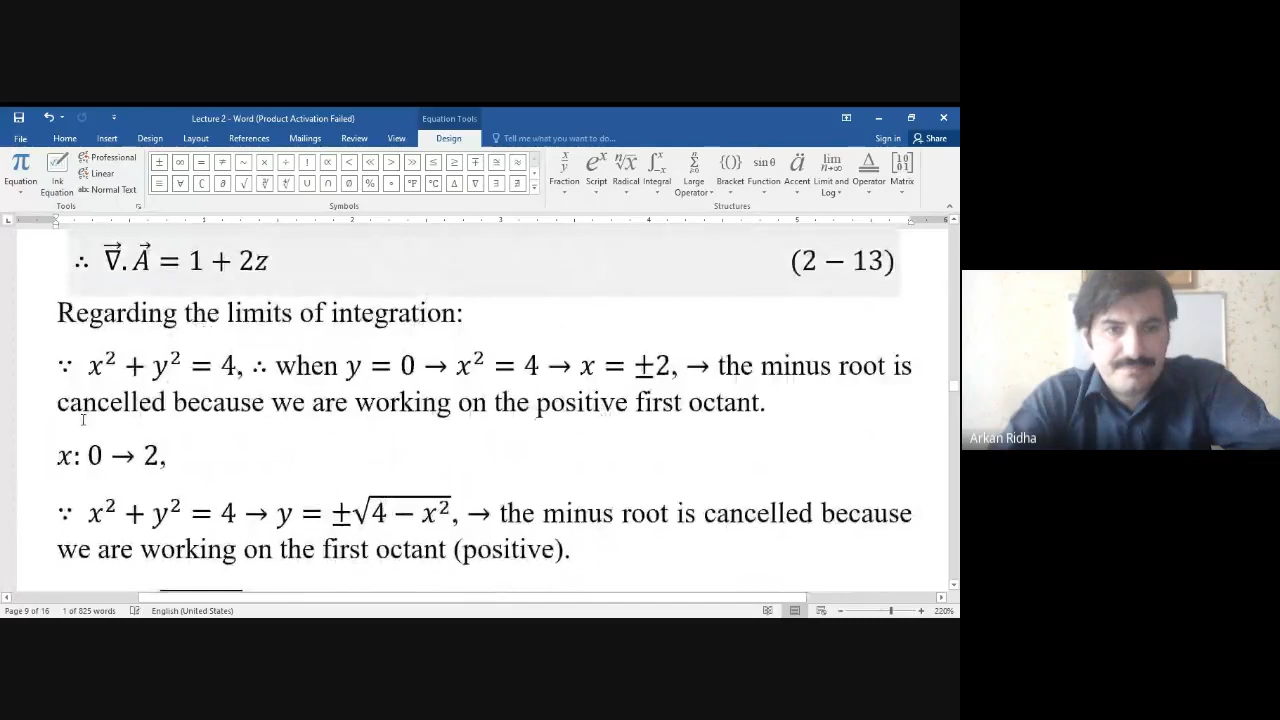 Lecture 2 - Word (Product Activation Failed)
Equation Tools
File Home Insert Design Layout References Mailings Review View Design Tell me what you want to do... Sign in Share
Equation
Ink Equation
Professional
Linear
abc Normal Text
Tools
Symbols
Fraction Script Radical Integral Large Operator Bracket Function Accent Limit and Log Operator Matrix
Structures
1 2 3 4 5 6
∴ ∇⃗.A⃗ = 1 + 2z (2 − 13)
Regarding the limits of integration:
∵ x² + y² = 4, ∴ when y = 0 → x² = 4 → x = ±2, → the minus root is
cancelled because we are working on the positive first octant.
x: 0 → 2,
∵ x² + y² = 4 → y = ±√(4 − x²), → the minus root is cancelled because
we are working on the first octant (positive).
Page 9 of 16 1 of 825 words English (United States) 220%
Arkan Ridha